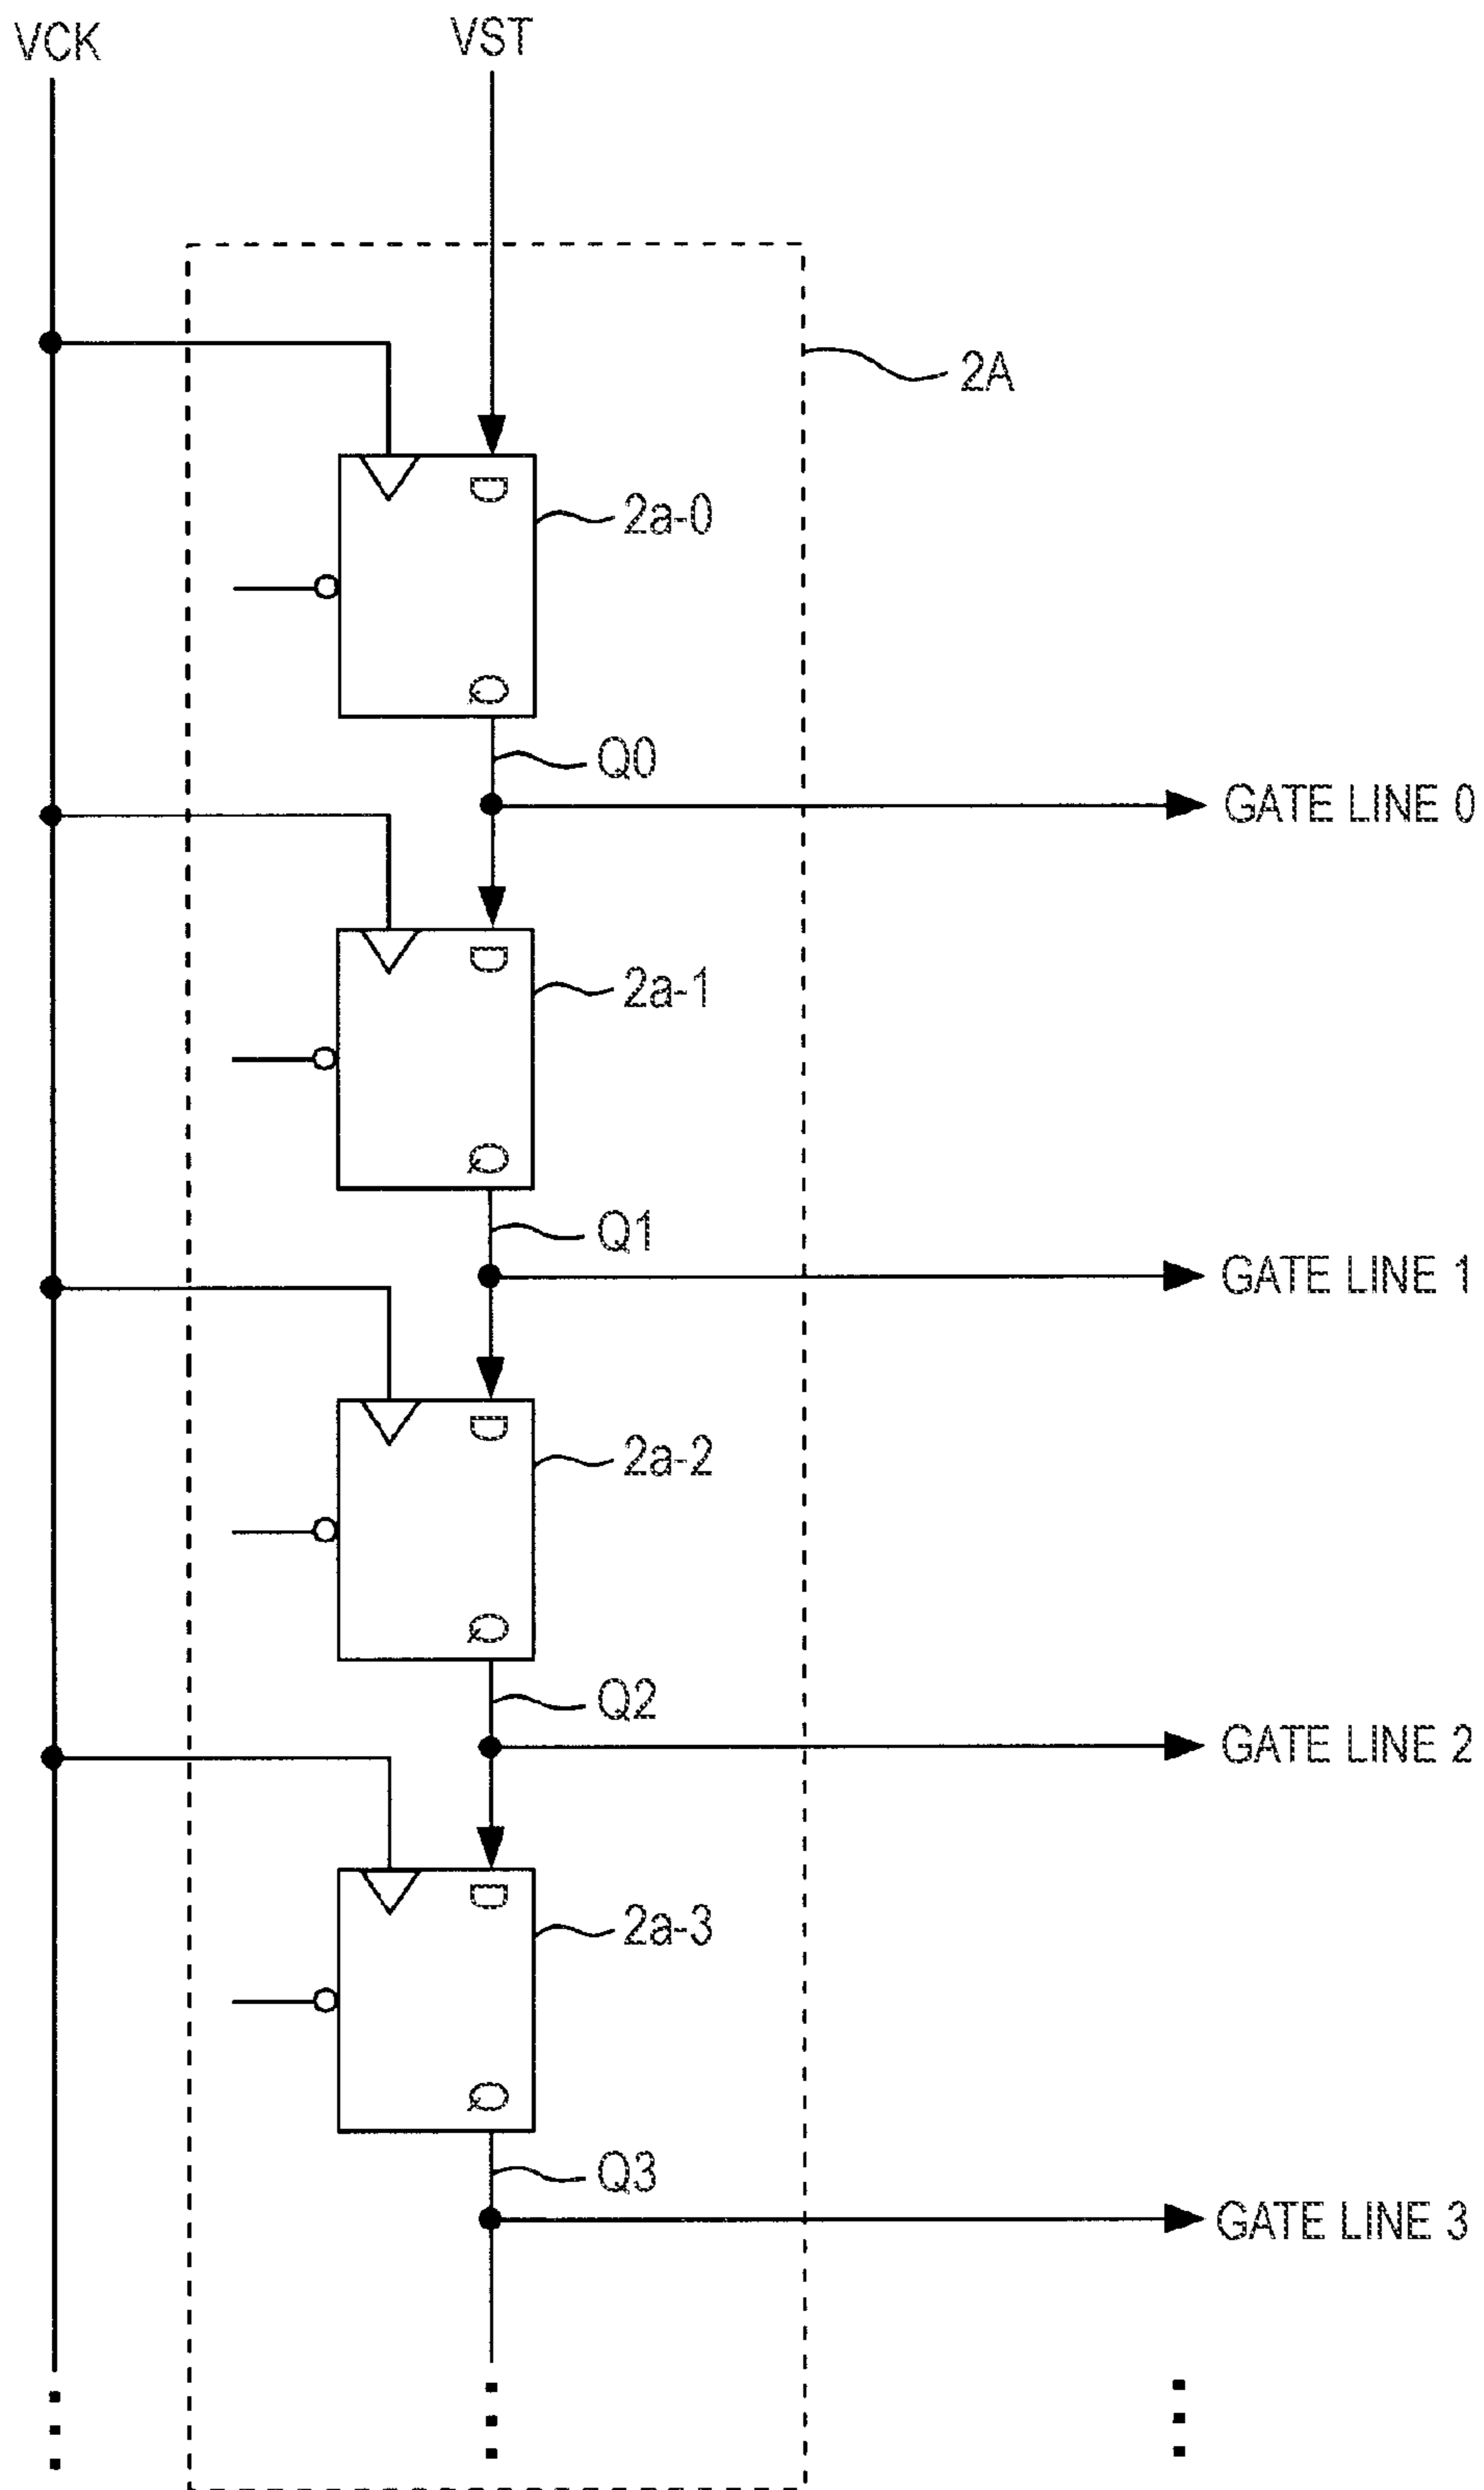 VCK
VST
2A
D
2a-0
Q
Q0
GATE LINE 0
D
2a-1
Q
Q1
GATE LINE 1
D
2a-2
Q
Q2
GATE LINE 2
D
2a-3
Q
Q3
GATE LINE 3